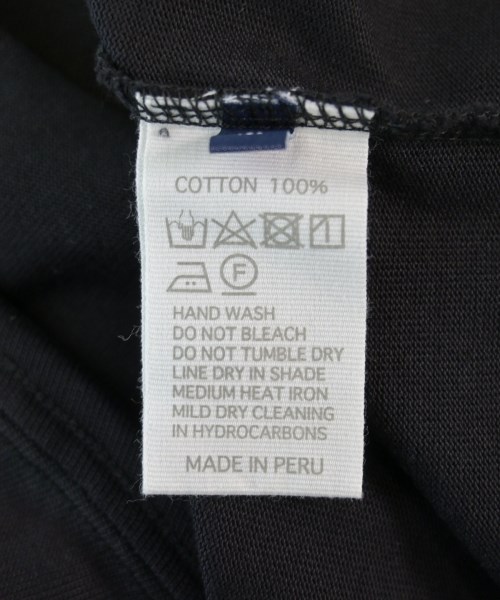 COTTON 100%
F
HAND WASH
DO NOT BLEACH
DO NOT TUMBLE DRY
LINE DRY IN SHADE
MEDIUM HEAT IRON
MILD DRY CLEANING
IN HYDROCARBONS
MADE IN PERU